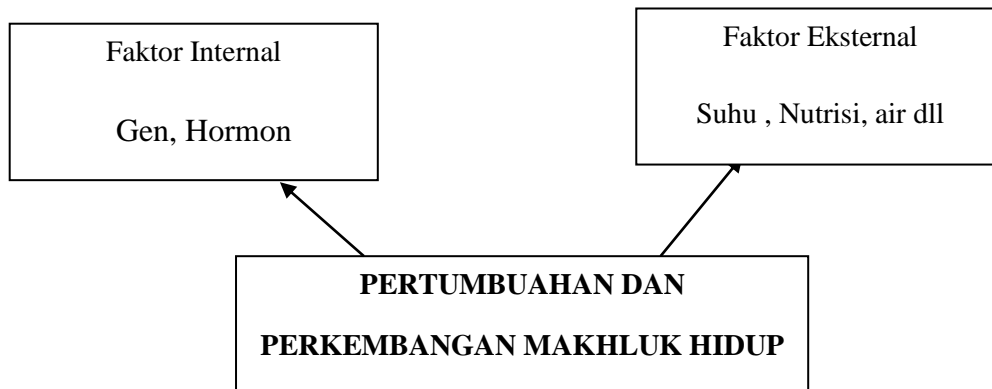 Faktor Internal
Gen, Hormon
Faktor Eksternal
Suhu , Nutrisi, air dll
PERTUMBUAHAN DAN
PERKEMBANGAN MAKHLUK HIDUP